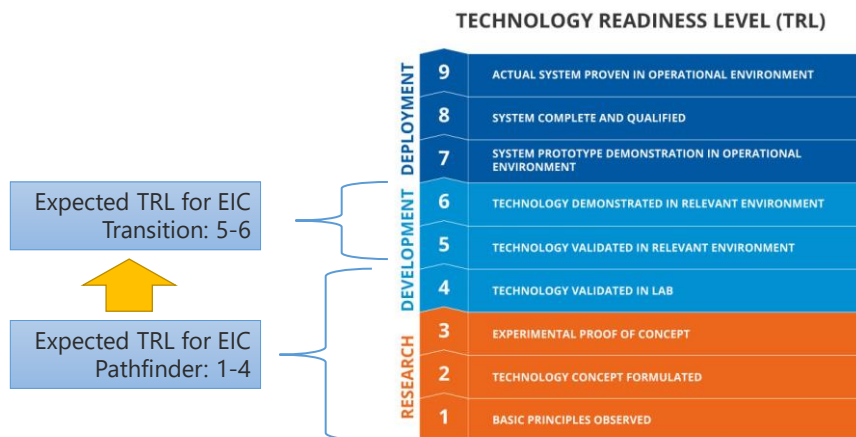 TECHNOLOGY READINESS LEVEL (TRL)
DEPLOYMENT
9 ACTUAL SYSTEM PROVEN IN OPERATIONAL ENVIRONMENT
8 SYSTEM COMPLETE AND QUALIFIED
7 SYSTEM PROTOTYPE DEMONSTRATION IN OPERATIONAL
ENVIRONMENT
DEVELOPMENT
6 TECHNOLOGY DEMONSTRATED IN RELEVANT ENVIRONMENT
5 TECHNOLOGY VALIDATED IN RELEVANT ENVIRONMENT
4 TECHNOLOGY VALIDATED IN LAB
RESEARCH
3 EXPERIMENTAL PROOF OF CONCEPT
2 TECHNOLOGY CONCEPT FORMULATED
1 BASIC PRINCIPLES OBSERVED
Expected TRL for EIC
Transition: 5-6
Expected TRL for EIC
Pathfinder: 1-4